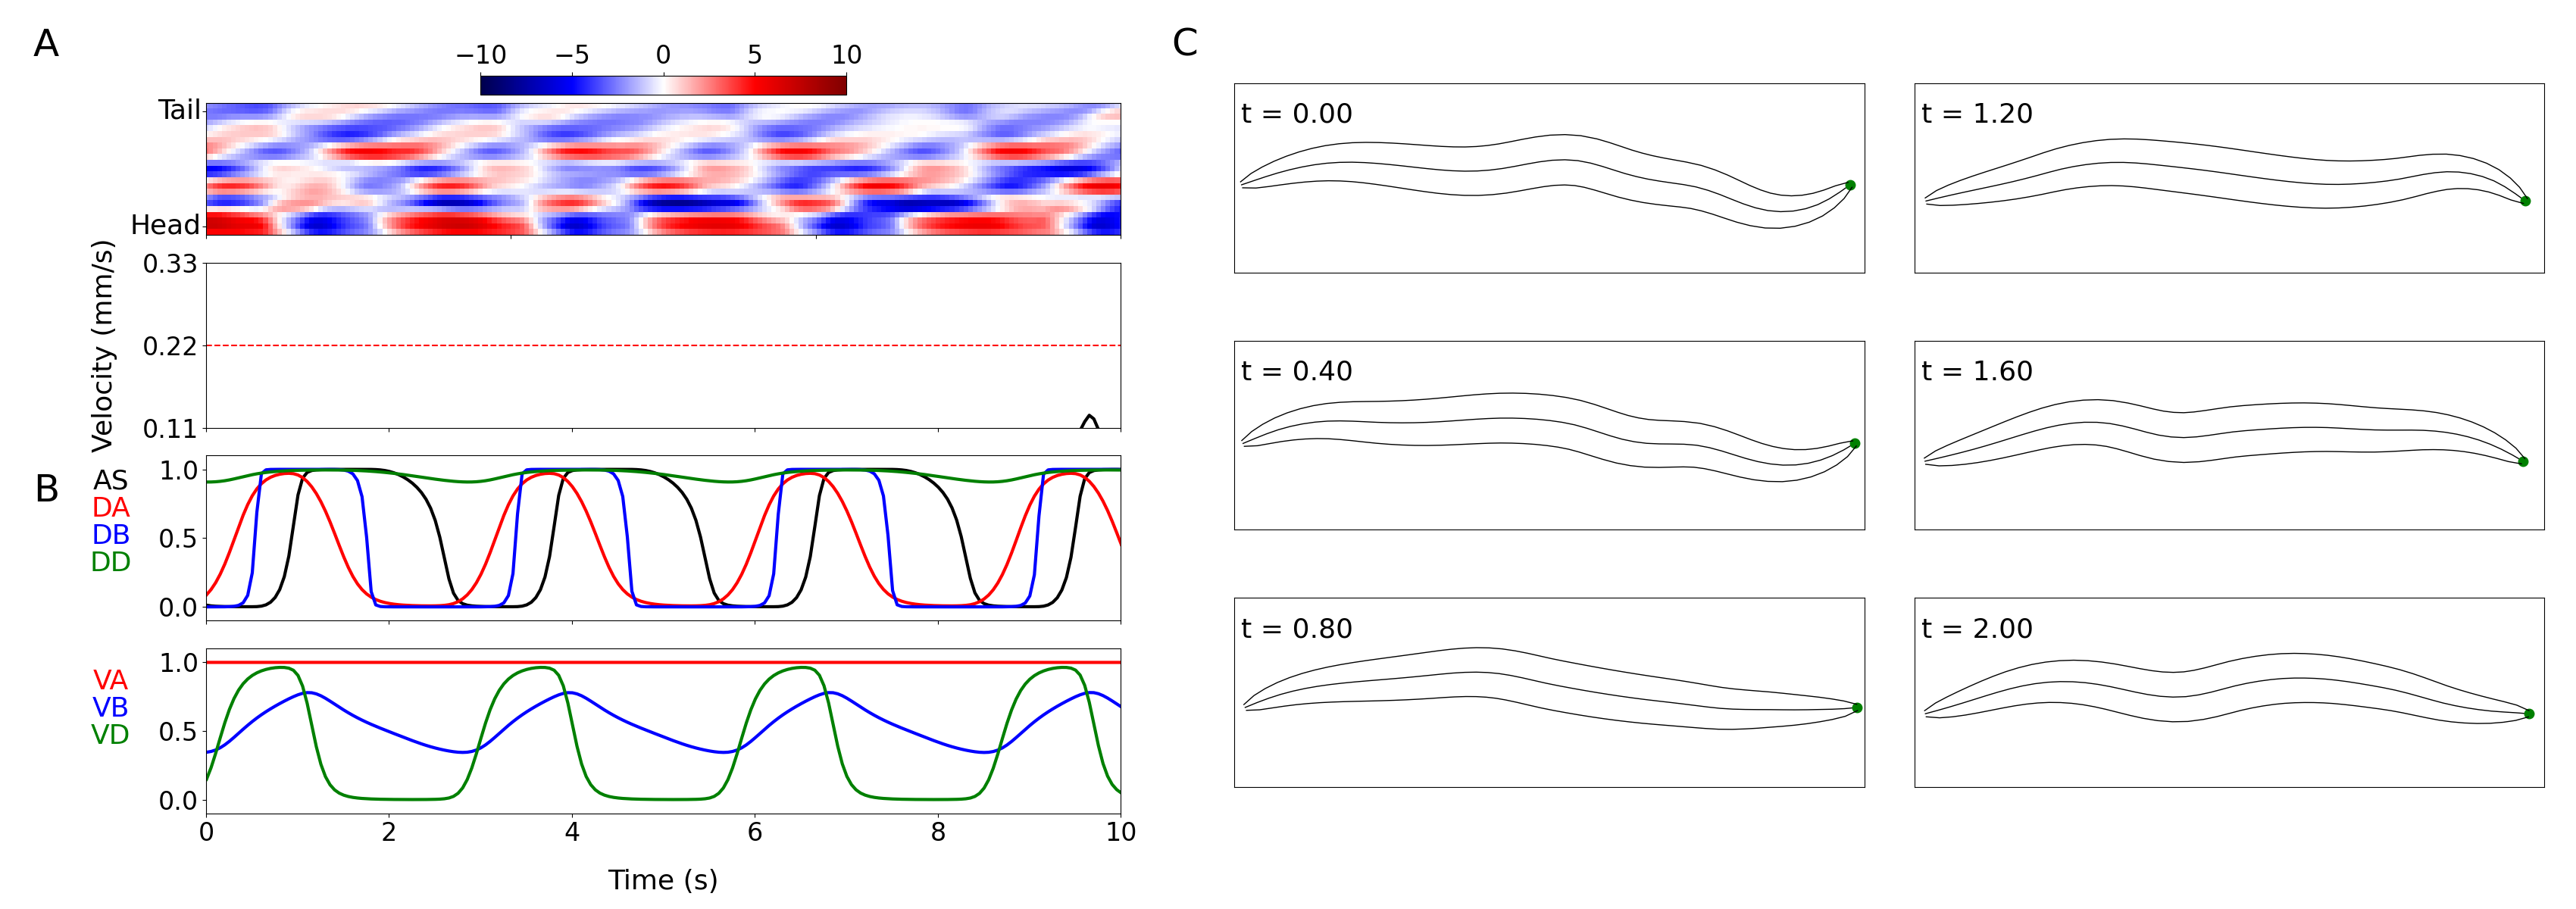 A
−10 −5 0 5 10
Tail
Head
Velocity (mm/s)
0.33
0.22
0.11
B
AS
DA
DB
DD
1.0
0.5
0.0
VA
VB
VD
1.0
0.5
0.0
0 2 4 6 8 10
Time (s)
C
t = 0.00
t = 1.20
t = 0.40
t = 1.60
t = 0.80
t = 2.00